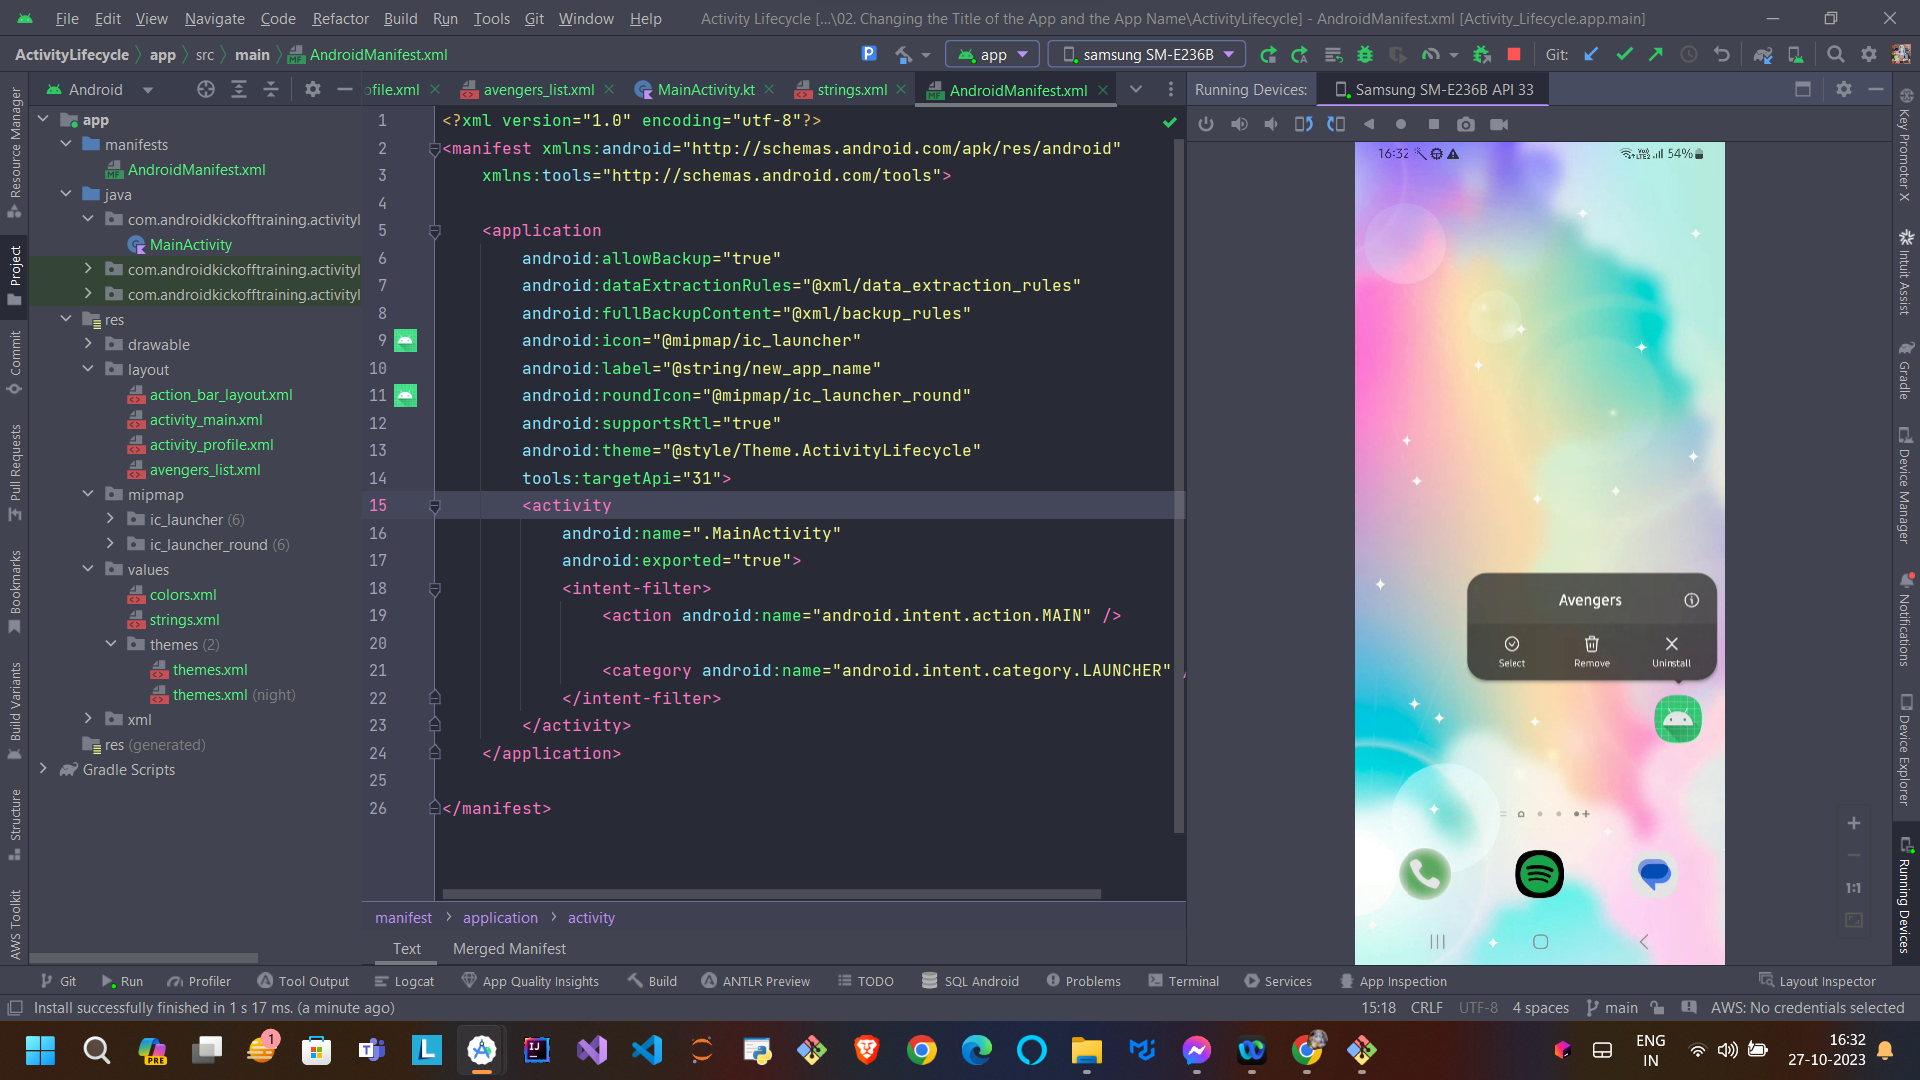 File Edit View Navigate Code Refactor Build Run Tools Git Window Help
Activity Lifecycle [...\02. Changing the Title of the App and the App Name\ActivityLifecycle] - AndroidManifest.xml [Activity_Lifecycle.app.main]
ActivityLifecycle app src main AndroidManifest.xml
app
samsung SM-E236B
Git:
Android
ofile.xml avengers_list.xml MainActivity.kt strings.xml AndroidManifest.xml
Running Devices: Samsung SM-E236B API 33
Resource Manager
Project
Commit
Pull Requests
Bookmarks
Build Variants
Structure
AWS Toolkit
app
manifests
AndroidManifest.xml
java
com.androidkickofftraining.activityl
MainActivity
com.androidkickofftraining.activityl
com.androidkickofftraining.activityl
res
drawable
layout
action_bar_layout.xml
activity_main.xml
activity_profile.xml
avengers_list.xml
mipmap
ic_launcher (6)
ic_launcher_round (6)
values
colors.xml
strings.xml
themes (2)
themes.xml
themes.xml (night)
xml
res (generated)
Gradle Scripts
1 <?xml version="1.0" encoding="utf-8"?>
2 <manifest xmlns:android="http://schemas.android.com/apk/res/android"
3 xmlns:tools="http://schemas.android.com/tools">
4
5 <application
6 android:allowBackup="true"
7 android:dataExtractionRules="@xml/data_extraction_rules"
8 android:fullBackupContent="@xml/backup_rules"
9 android:icon="@mipmap/ic_launcher"
10 android:label="@string/new_app_name"
11 android:roundIcon="@mipmap/ic_launcher_round"
12 android:supportsRtl="true"
13 android:theme="@style/Theme.ActivityLifecycle"
14 tools:targetApi="31">
15 <activity
16 android:name=".MainActivity"
17 android:exported="true">
18 <intent-filter>
19 <action android:name="android.intent.action.MAIN" />
20
21 <category android:name="android.intent.category.LAUNCHER" /
22 </intent-filter>
23 </activity>
24 </application>
25
26 </manifest>
manifest application activity
Text Merged Manifest
16:32 54%
Avengers
Select Remove Uninstall
1:1
Key Promoter X
Intuit Assist
Gradle
Device Manager
Notifications
Device Explorer
Running Devices
Git Run Profiler Tool Output Logcat App Quality Insights Build ANTLR Preview TODO SQL Android Problems Terminal Services App Inspection Layout Inspector
Install successfully finished in 1 s 17 ms. (a minute ago)
15:18 CRLF UTF-8 4 spaces main AWS: No credentials selected
PRE
1
L
ENG
IN
16:32
27-10-2023